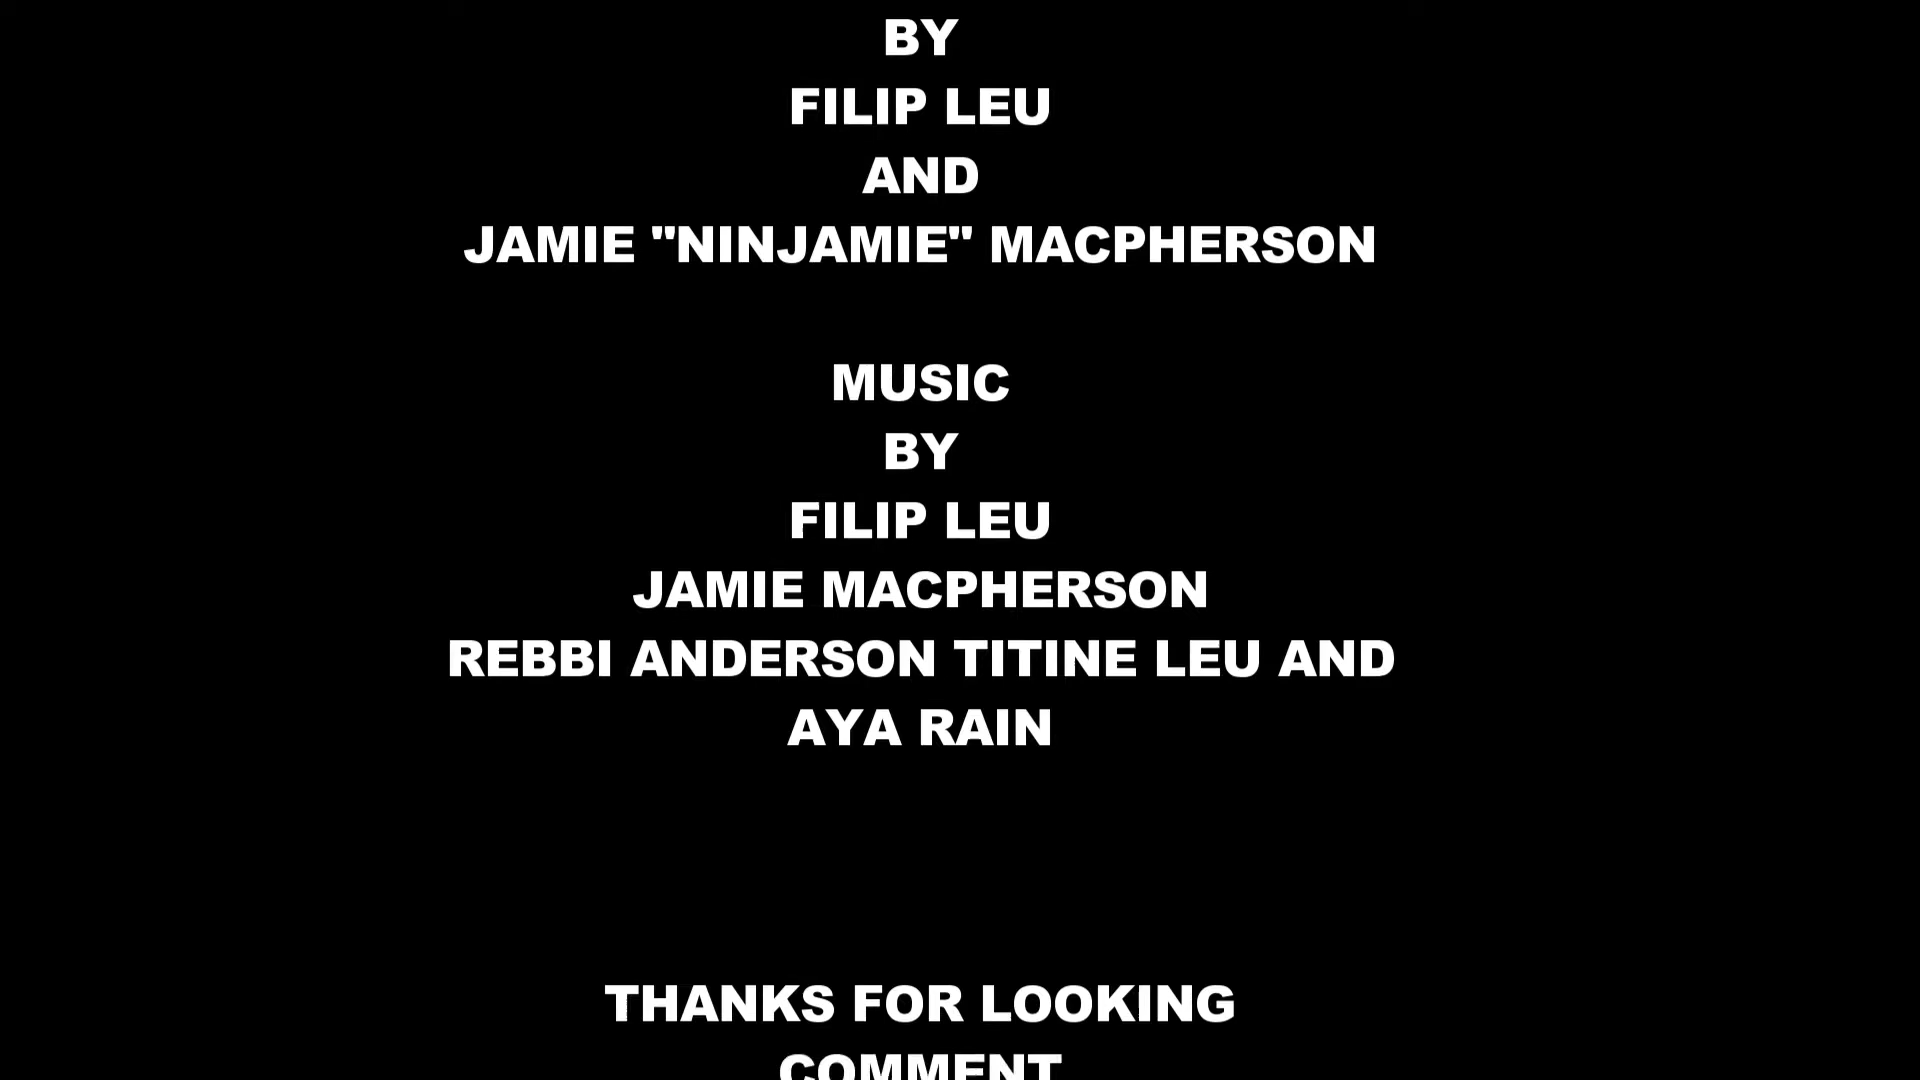 BY
FILIP LEU
AND
JAMIE "NINJAMIE" MACPHERSON
MUSIC
BY
FILIP LEU
JAMIE MACPHERSON
REBBI ANDERSON TITINE LEU AND
AYA RAIN
THANKS FOR LOOKING
COMMENT